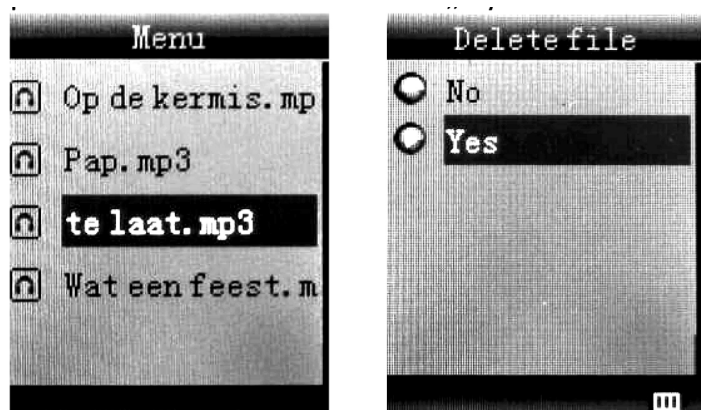 Menu
Op de kermis.mp
Pap.mp3
te laat.mp3
Wat een feest.m
Delete file
No
Yes